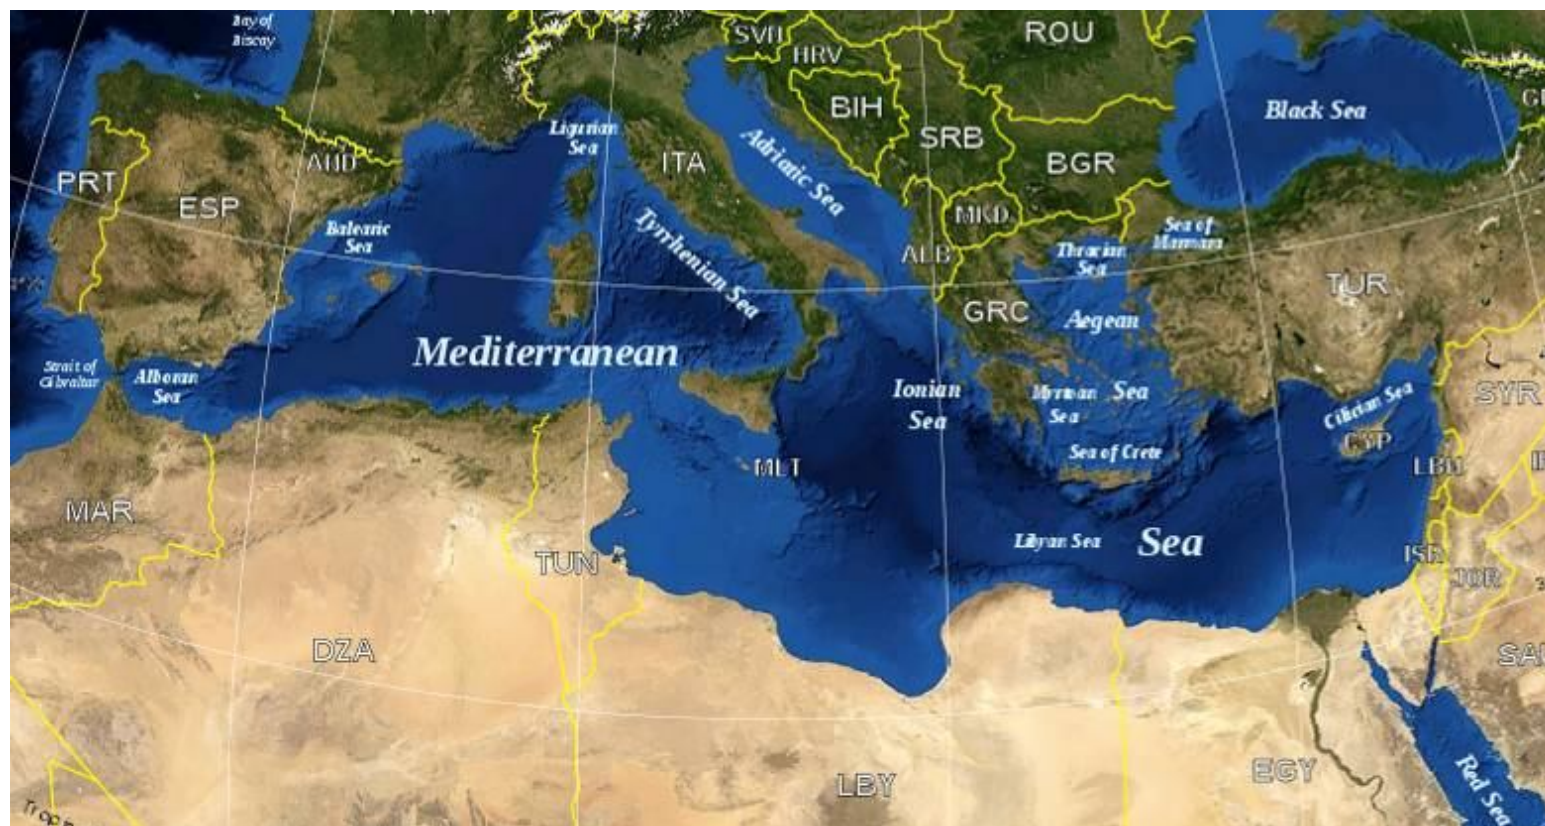 Bay of
Biscay
SVN
HRV
ROU
BIH
SRB
BGR
Black Sea
Ligurian
Sea
ITA
Adriatic Sea
AND
PRT
ESP
Balearic
Sea
Tyrrhenian Sea
MKD
ALB
Thracian
Sea
Sea of
Marmara
TUR
GRC
Aegean
Sea
Mediterranean
Sea
Strait of
Gibraltar
Alboran
Sea
Ionian
Sea
Myrtoan
Sea
Cilician Sea
CYP
SYR
Sea of Crete
MLT
LBN
MAR
Libyan Sea
TUN
ISR
JOR
DZA
SAU
LBY
EGY
Red Sea